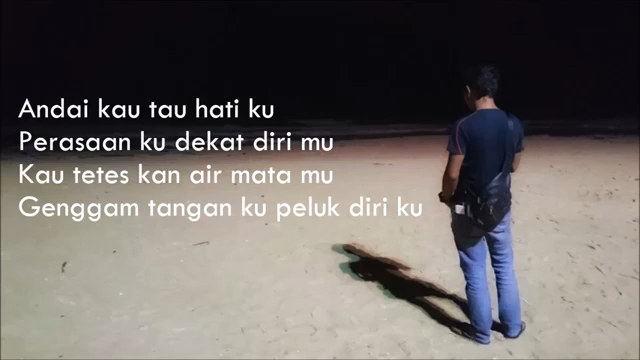 Andai kau tau hati ku
Perasaan ku dekat diri mu
Kau tetes kan air mata mu
Genggam tangan ku peluk diri ku